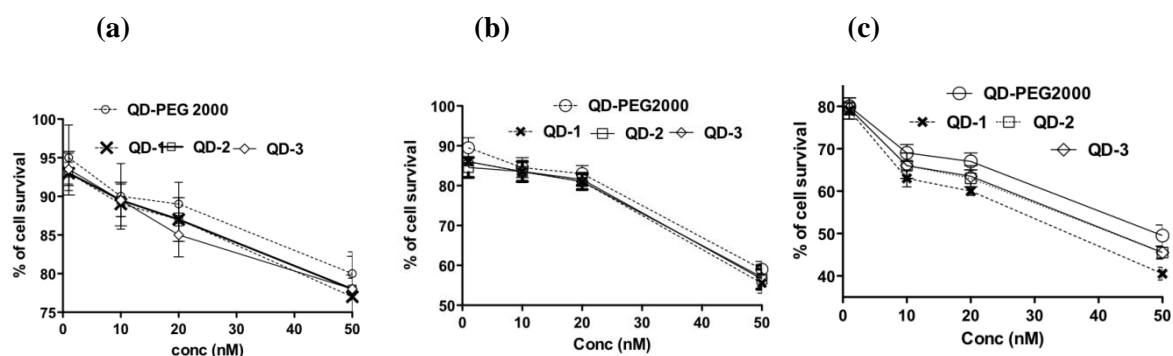 (a)
QD-PEG 2000
QD-1
QD-2
QD-3
% of cell survival
100
95
90
85
80
75
0
10
20
30
40
50
conc (nM)
(b)
QD-PEG2000
QD-1
QD-2
QD-3
% of cell survival
100
90
80
70
60
50
0
10
20
30
40
50
Conc (nM)
(c)
QD-PEG2000
QD-1
QD-2
QD-3
% of cell survival
80
70
60
50
40
0
10
20
30
40
50
Conc (nM)